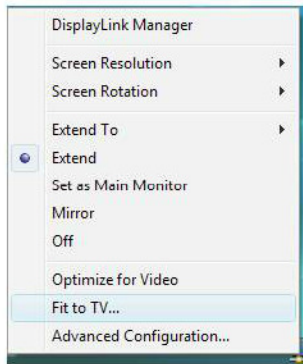 DisplayLink Manager
Screen Resolution
Screen Rotation
Extend To
Extend
Set as Main Monitor
Mirror
Off
Optimize for Video
Fit to TV...
Advanced Configuration...